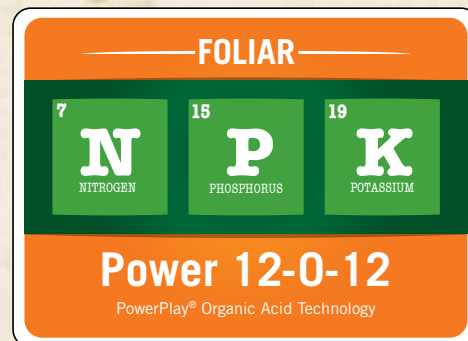 FOLIAR
7 15 19
N P K
NITROGEN PHOSPHORUS POTASSIUM
Power 12-0-12
PowerPlay® Organic Acid Technology